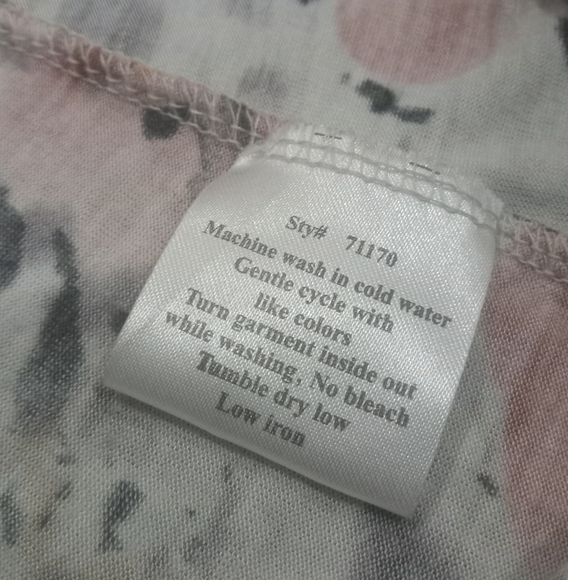 Sty# 71170
Machine wash in cold water
Gentle cycle with
like colors
Turn garment inside out
while washing, No bleach
Tumble dry low
Low iron